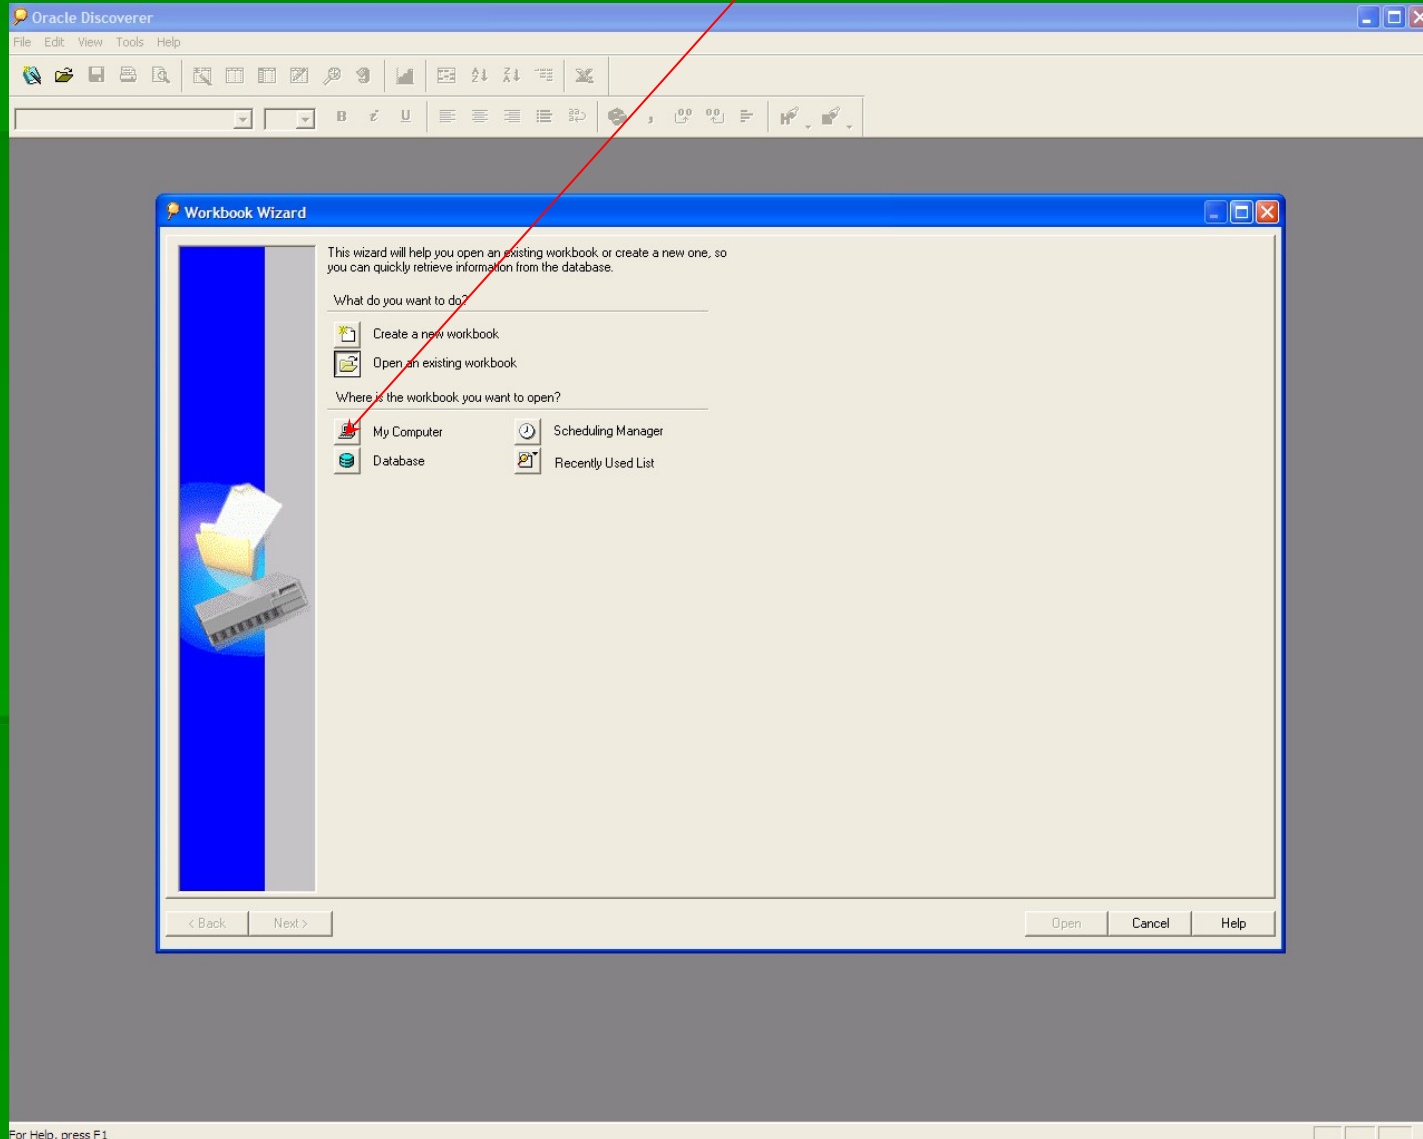 Oracle Discoverer
File Edit View Tools Help
B i U
Workbook Wizard
This wizard will help you open an existing workbook or create a new one, so
you can quickly retrieve information from the database.
What do you want to do?
Create a new workbook
Open an existing workbook
Where is the workbook you want to open?
My Computer
Scheduling Manager
Database
Recently Used List
< Back Next > Open Cancel Help
For Help, press F1